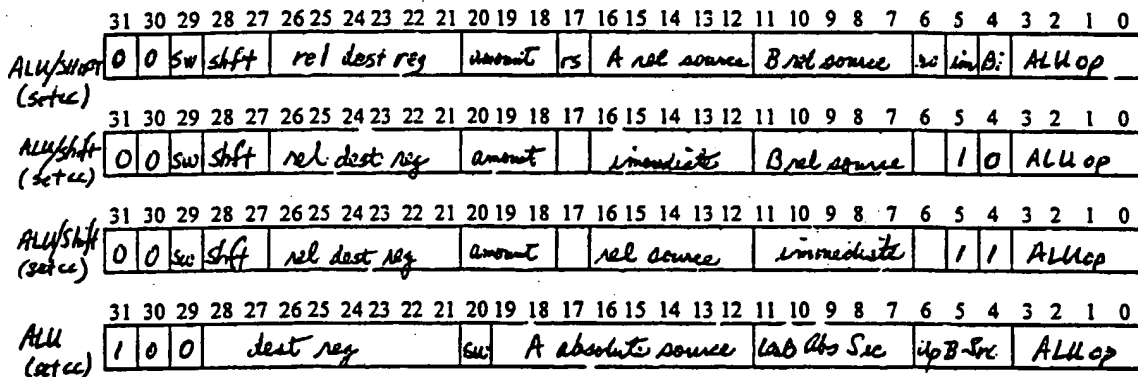 31 30 29 28 27 26 25 24 23 22 21 20 19 18 17 16 15 14 13 12 11 10 9 8 7 6 5 4 3 2 1 0
ALU/Shift 0 0 sw shft rel dest reg amount rs A rel source B rel source im Bi ALU op
(setcc)
31 30 29 28 27 26 25 24 23 22 21 20 19 18 17 16 15 14 13 12 11 10 9 8 7 6 5 4 3 2 1 0
ALU/shft 0 0 sw shft rel. dest reg amount immediate B rel source 1 0 ALU op
(setcc)
31 30 29 28 27 26 25 24 23 22 21 20 19 18 17 16 15 14 13 12 11 10 9 8 7 6 5 4 3 2 1 0
ALU/Shft 0 0 sw shft rel dest reg amount rel source immediate 1 1 ALUop
(setcc)
31 30 29 28 27 26 25 24 23 22 21 20 19 18 17 16 15 14 13 12 11 10 9 8 7 6 5 4 3 2 1 0
ALU 1 0 0 dest reg sw A absolute source B Abs B Src ALU op
(setcc)